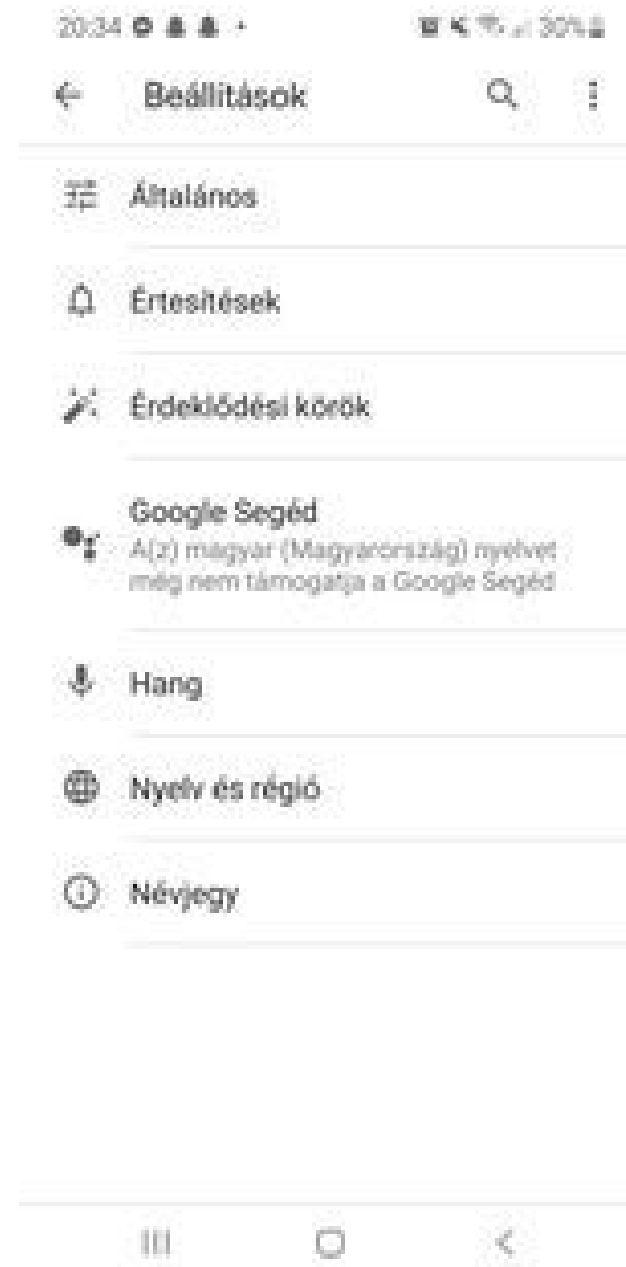 20:34 30%
Beállítások
Általános
Értesítések
Érdeklődési körök
Google Segéd
A(z) magyar (Magyarország) nyelvet
még nem támogatja a Google Segéd
Hang
Nyelv és régió
Névjegy